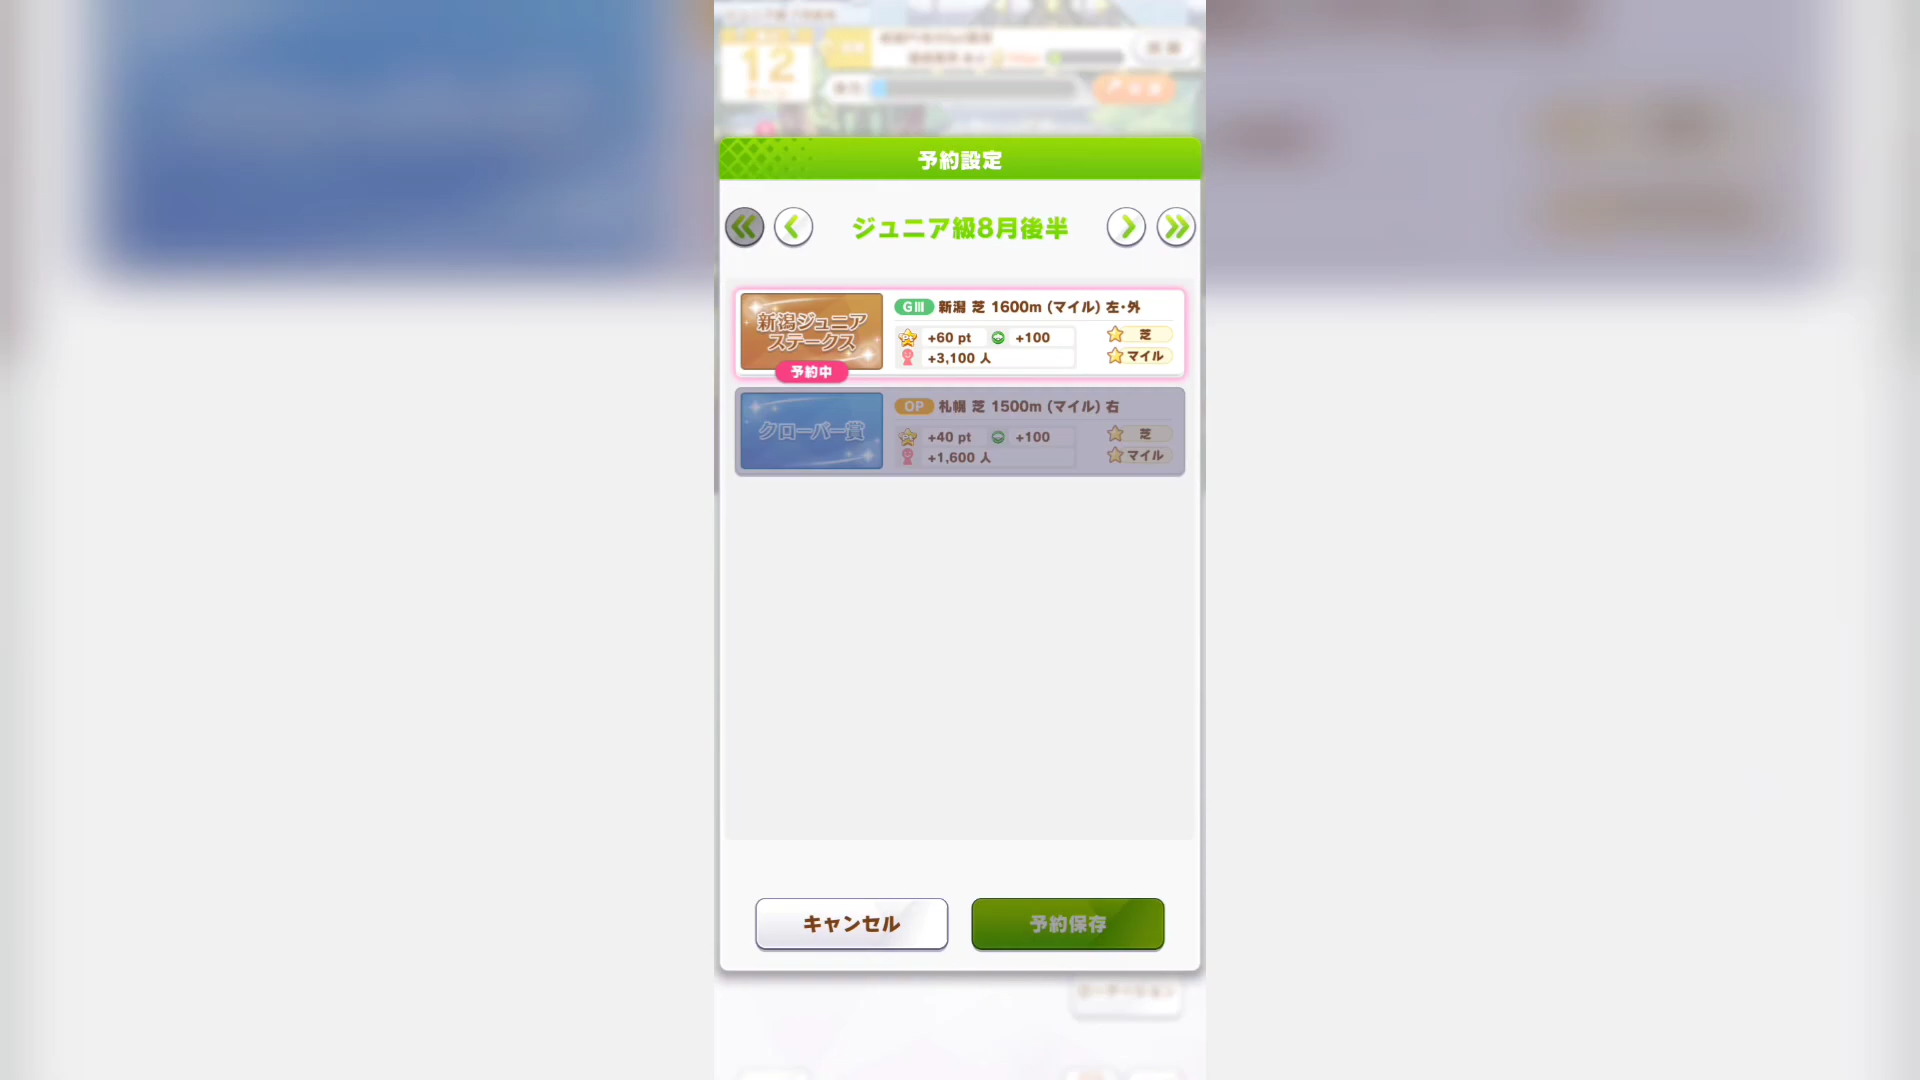 12
予約設定
ジュニア級8月後半
新潟ジュニア
ステークス
予約中
GⅢ 新潟 芝 1600m (マイル) 左・外
+60 pt +100 芝
+3,100 人 マイル
クローバー賞
OP 札幌 芝 1500m (マイル) 右
+40 pt +100 芝
+1,600 人 マイル
キャンセル 予約保存